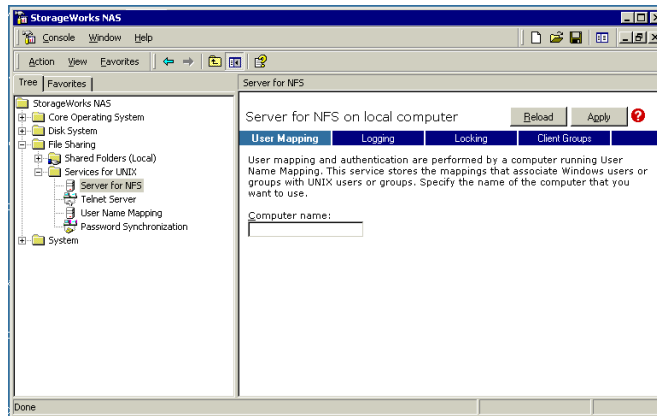 StorageWorks NAS
Console Window Help
Action View Favorites
Tree Favorites
Server for NFS
StorageWorks NAS
Core Operating System
Disk System
File Sharing
Shared Folders (Local)
Services for UNIX
Server for NFS
Telnet Server
User Name Mapping
Password Synchronization
System
Server for NFS on local computer
Reload Apply ?
User Mapping Logging Locking Client Groups
User mapping and authentication are performed by a computer running User
Name Mapping. This service stores the mappings that associate Windows users or
groups with UNIX users or groups. Specify the name of the computer that you
want to use.
Computer name:
Done